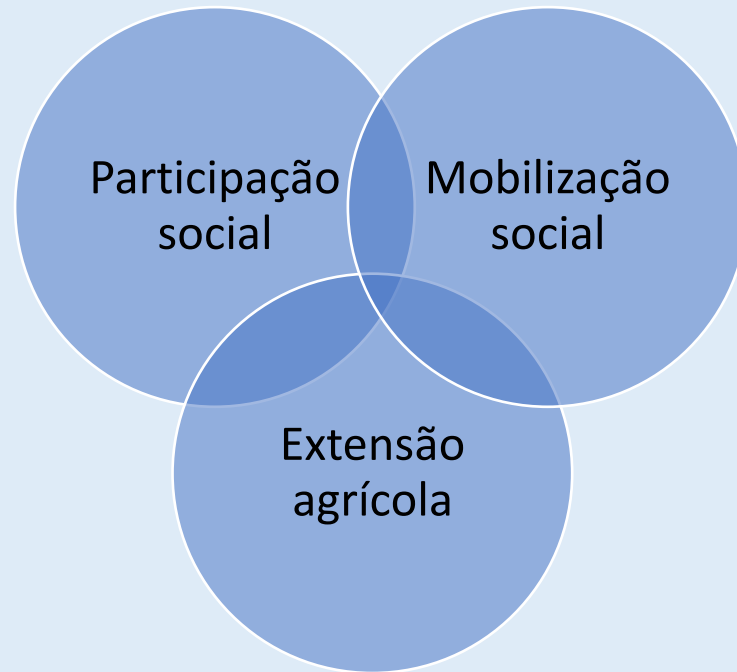 Participação
social
Mobilização
social
Extensão
agrícola